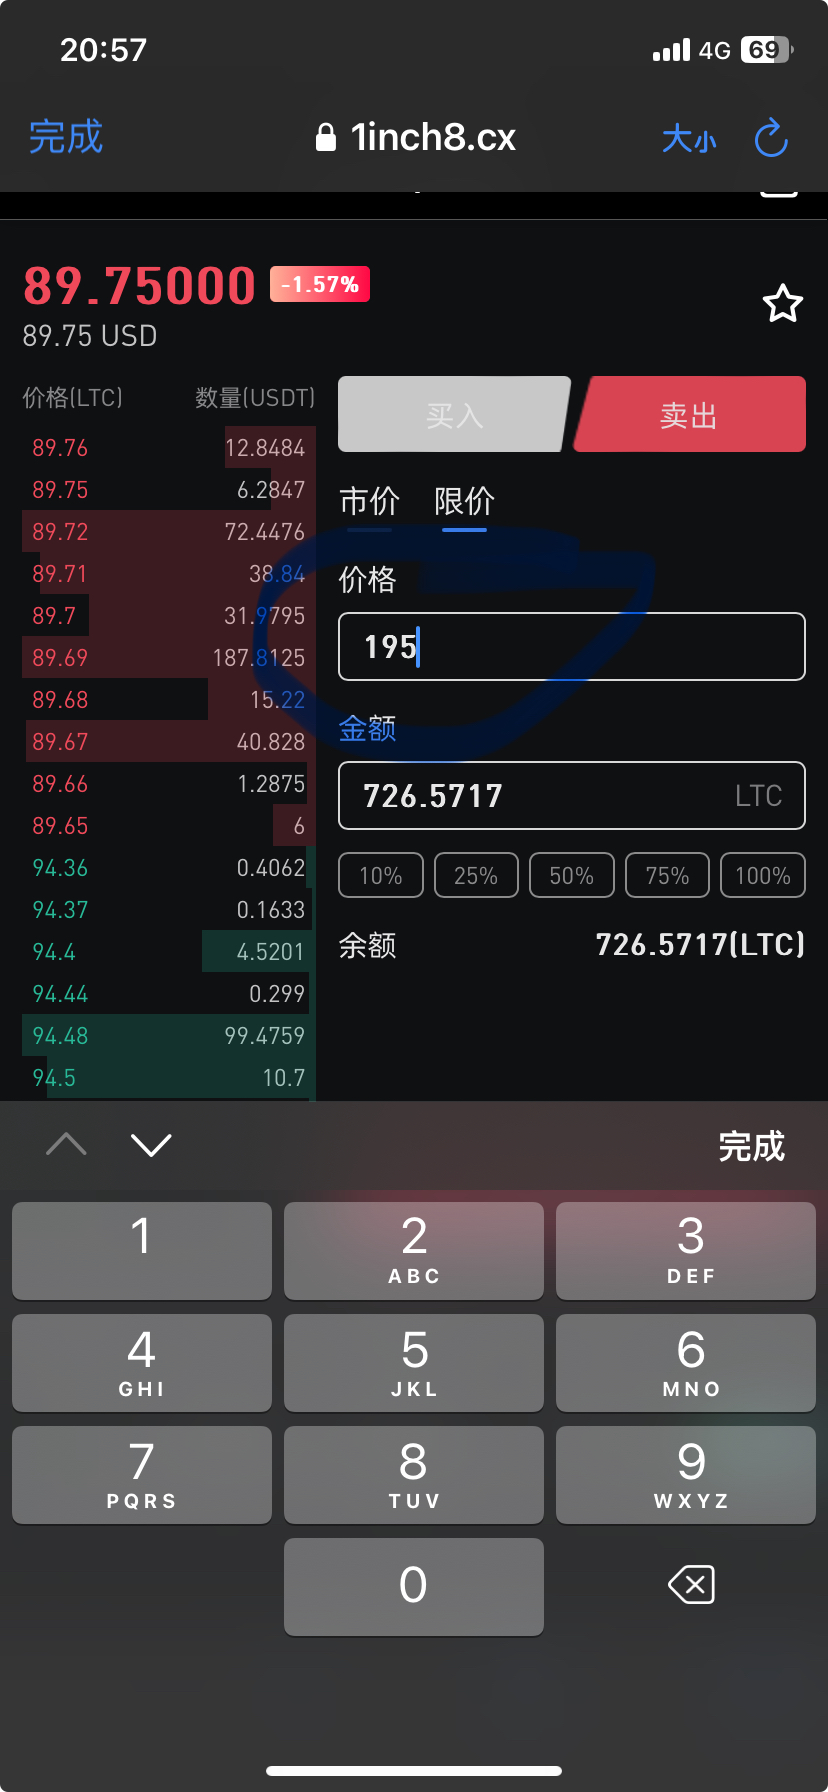 20:57
4G 69
完成
1inch8.cx
大小
89.75000 -1.57%
89.75 USD
价格(LTC) 数量(USDT)
89.76 12.8484
89.75 6.2847
89.72 72.4476
89.71 38.84
89.7 31.9795
89.69 187.8125
89.68 15.22
89.67 40.828
89.66 1.2875
89.65 6
94.36 0.4062
94.37 0.1633
94.4 4.5201
94.44 0.299
94.48 99.4759
94.5 10.7
买入 卖出
市价 限价
价格
195
金额
726.5717 LTC
10% 25% 50% 75% 100%
余额 726.5717(LTC)
完成
1 2 3
ABC DEF
4 5 6
GHI JKL MNO
7 8 9
PQRS TUV WXYZ
0